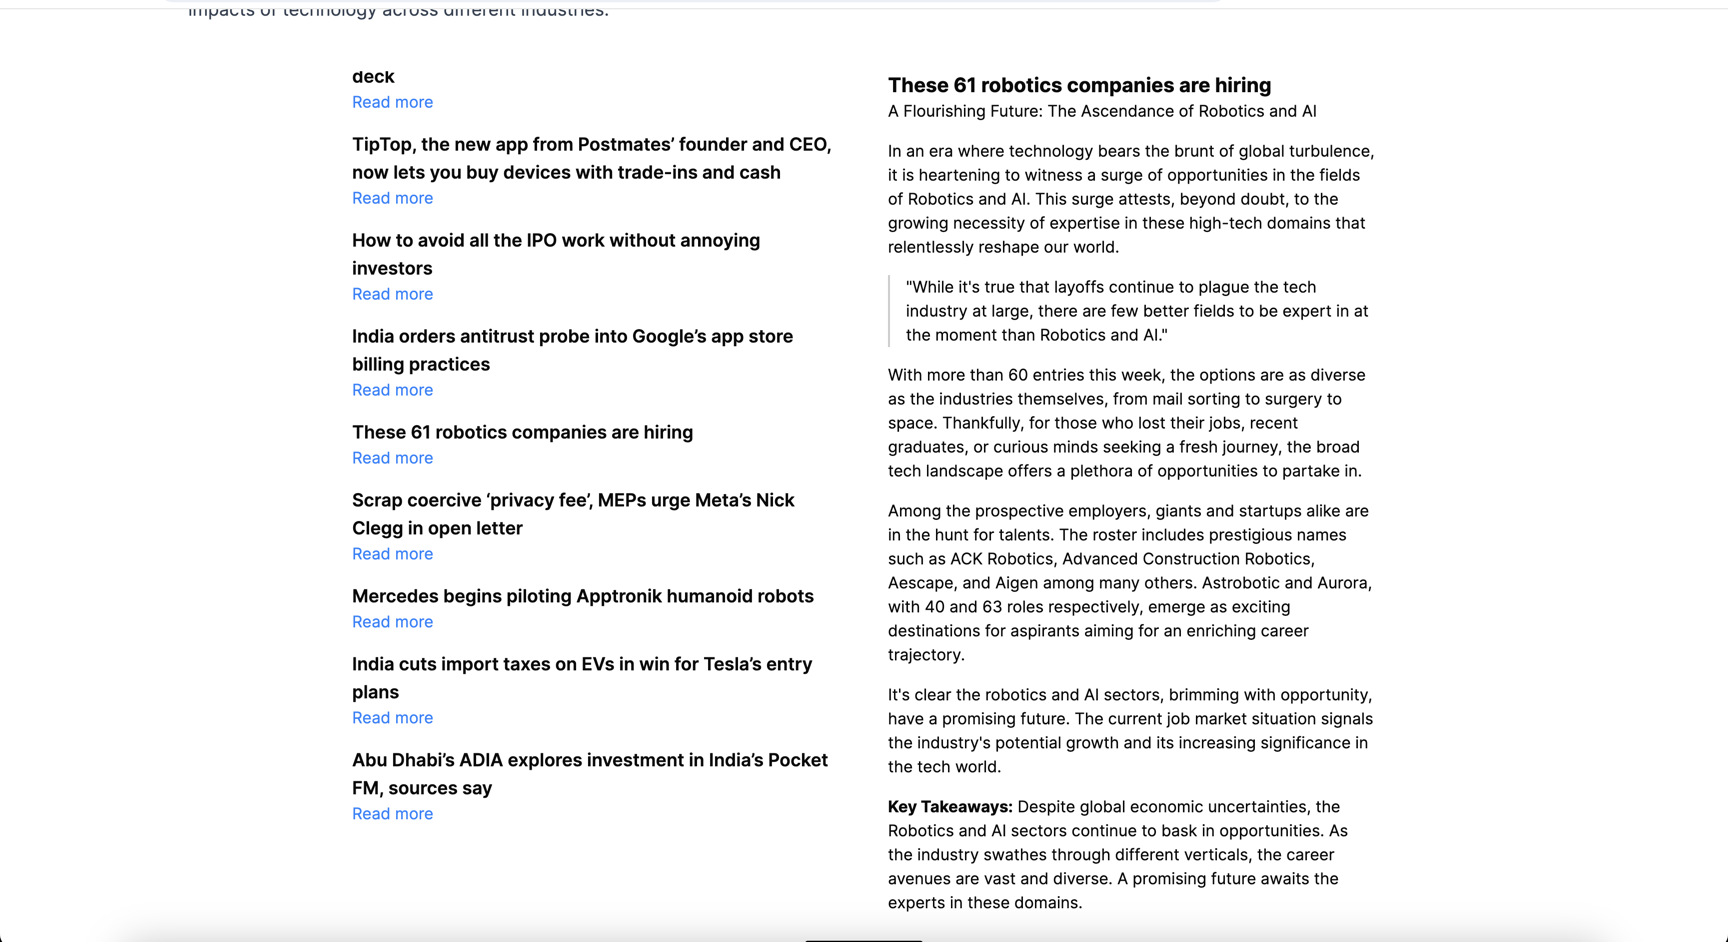 impacts of technology across different industries.
deck
Read more
TipTop, the new app from Postmates’ founder and CEO,
now lets you buy devices with trade-ins and cash
Read more
How to avoid all the IPO work without annoying
investors
Read more
India orders antitrust probe into Google’s app store
billing practices
Read more
These 61 robotics companies are hiring
Read more
Scrap coercive ‘privacy fee’, MEPs urge Meta’s Nick
Clegg in open letter
Read more
Mercedes begins piloting Apptronik humanoid robots
Read more
India cuts import taxes on EVs in win for Tesla’s entry
plans
Read more
Abu Dhabi’s ADIA explores investment in India’s Pocket
FM, sources say
Read more
These 61 robotics companies are hiring
A Flourishing Future: The Ascendance of Robotics and AI
In an era where technology bears the brunt of global turbulence,
it is heartening to witness a surge of opportunities in the fields
of Robotics and AI. This surge attests, beyond doubt, to the
growing necessity of expertise in these high-tech domains that
relentlessly reshape our world.
"While it's true that layoffs continue to plague the tech
industry at large, there are few better fields to be expert in at
the moment than Robotics and AI."
With more than 60 entries this week, the options are as diverse
as the industries themselves, from mail sorting to surgery to
space. Thankfully, for those who lost their jobs, recent
graduates, or curious minds seeking a fresh journey, the broad
tech landscape offers a plethora of opportunities to partake in.
Among the prospective employers, giants and startups alike are
in the hunt for talents. The roster includes prestigious names
such as ACK Robotics, Advanced Construction Robotics,
Aescape, and Aigen among many others. Astrobotic and Aurora,
with 40 and 63 roles respectively, emerge as exciting
destinations for aspirants aiming for an enriching career
trajectory.
It's clear the robotics and AI sectors, brimming with opportunity,
have a promising future. The current job market situation signals
the industry's potential growth and its increasing significance in
the tech world.
Key Takeaways: Despite global economic uncertainties, the
Robotics and AI sectors continue to bask in opportunities. As
the industry swathes through different verticals, the career
avenues are vast and diverse. A promising future awaits the
experts in these domains.